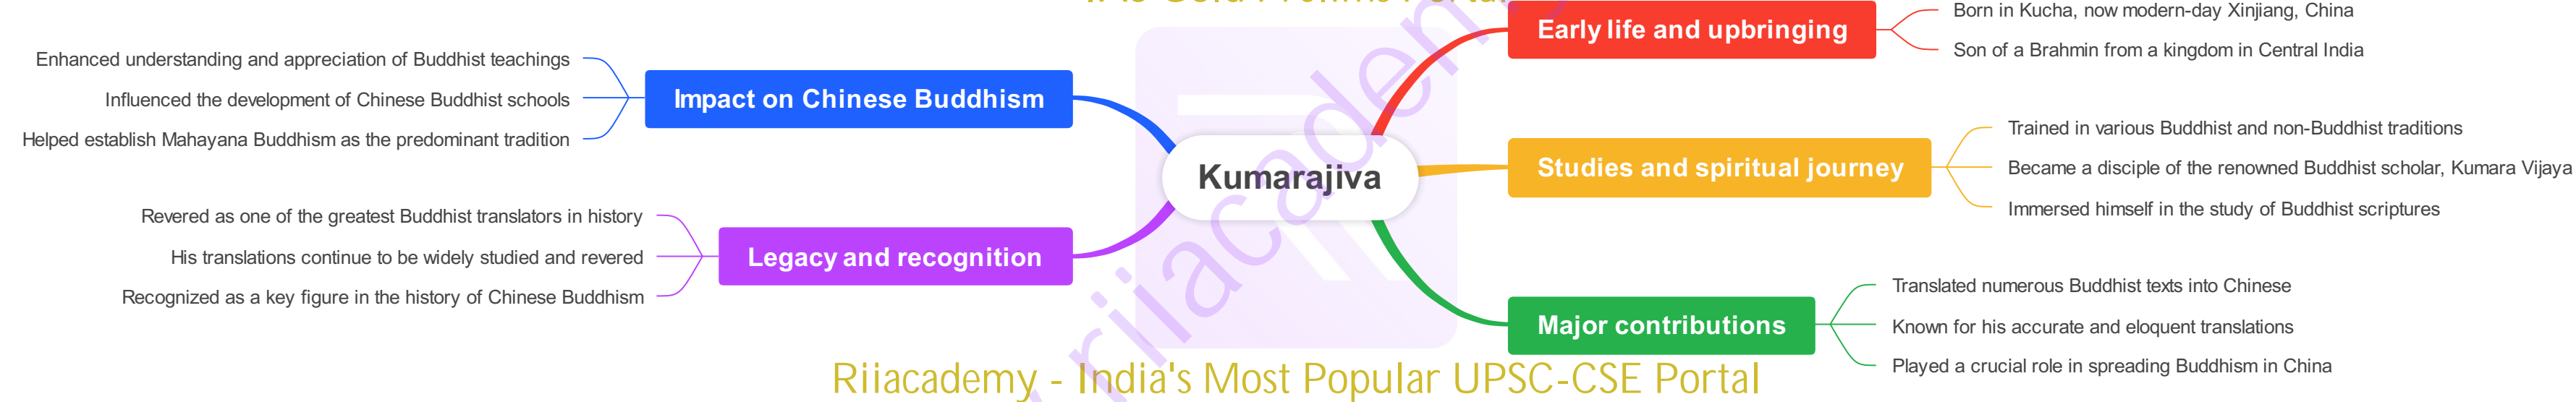 IAS Gold Prelims Portal
Early life and upbringing
Born in Kucha, now modern-day Xinjiang, China
Son of a Brahmin from a kingdom in Central India
Enhanced understanding and appreciation of Buddhist teachings
Influenced the development of Chinese Buddhist schools
Helped establish Mahayana Buddhism as the predominant tradition
Impact on Chinese Buddhism
Kumarajiva
Studies and spiritual journey
Trained in various Buddhist and non-Buddhist traditions
Became a disciple of the renowned Buddhist scholar, Kumara Vijaya
Immersed himself in the study of Buddhist scriptures
Revered as one of the greatest Buddhist translators in history
His translations continue to be widely studied and revered
Recognized as a key figure in the history of Chinese Buddhism
Legacy and recognition
Major contributions
Translated numerous Buddhist texts into Chinese
Known for his accurate and eloquent translations
Played a crucial role in spreading Buddhism in China
riiacadem
Riiacademy - India's Most Popular UPSC-CSE Portal